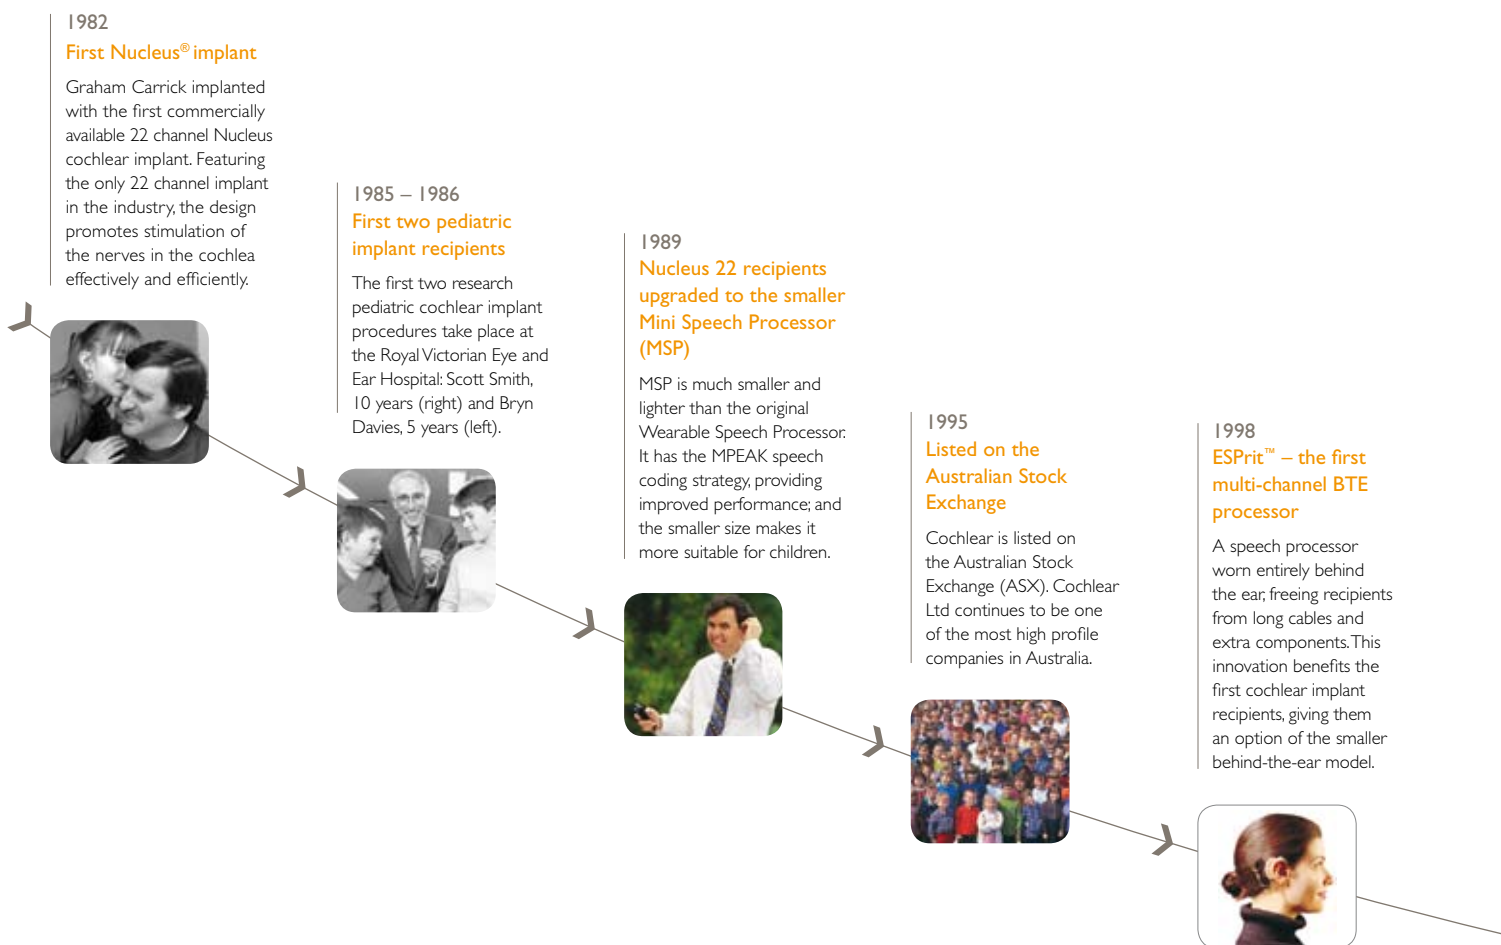 1982
First Nucleus® implant
Graham Carrick implanted
with the first commercially
available 22 channel Nucleus
cochlear implant. Featuring
the only 22 channel implant
in the industry, the design
promotes stimulation of
the nerves in the cochlea
effectively and efficiently.
1985 – 1986
First two pediatric
implant recipients
The first two research
pediatric cochlear implant
procedures take place at
the Royal Victorian Eye and
Ear Hospital: Scott Smith,
10 years (right) and Bryn
Davies, 5 years (left).
1989
Nucleus 22 recipients
upgraded to the smaller
Mini Speech Processor
(MSP)
MSP is much smaller and
lighter than the original
Wearable Speech Processor.
It has the MPEAK speech
coding strategy, providing
improved performance; and
the smaller size makes it
more suitable for children.
1995
Listed on the
Australian Stock
Exchange
Cochlear is listed on
the Australian Stock
Exchange (ASX). Cochlear
Ltd continues to be one
of the most high profile
companies in Australia.
1998
ESPrit™ – the first
multi-channel BTE
processor
A speech processor
worn entirely behind
the ear, freeing recipients
from long cables and
extra components. This
innovation benefits the
first cochlear implant
recipients, giving them
an option of the smaller
behind-the-ear model.